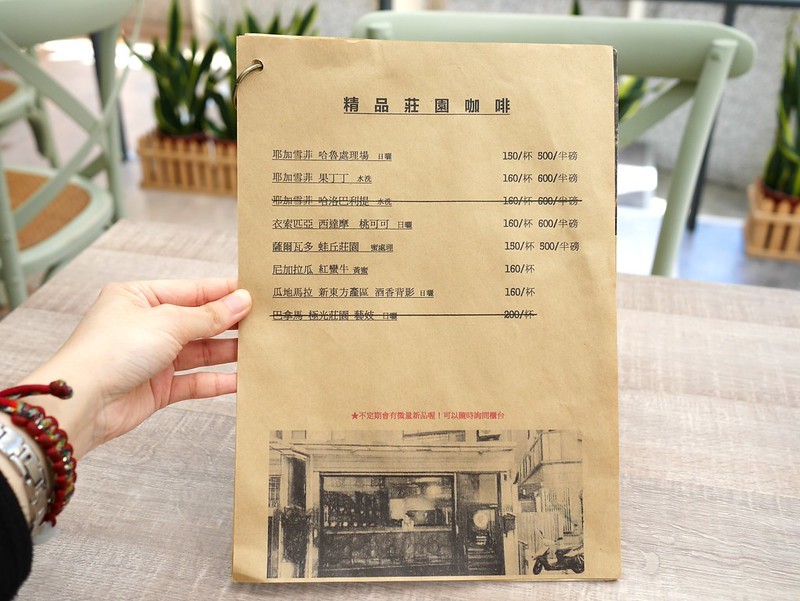 精品莊園咖啡
耶加雪菲 哈魯處理場 日曬 150/杯 500/半磅
耶加雪菲 果丁丁 水洗 160/杯 600/半磅
耶加雪菲 哈洛巴利提 水洗 160/杯 600/半磅
衣索匹亞 西達摩 桃可可 日曬 160/杯 600/半磅
薩爾瓦多 蛙丘莊園 蜜處理 150/杯 500/半磅
尼加拉瓜 紅蠻牛 黃蜜 160/杯
瓜地馬拉 新東方產區 酒香背影 日曬 160/杯
巴拿馬 極光莊園 藝妓 日曬 200/杯
★不定期會有微量新品喔！可以隨時詢問櫃台